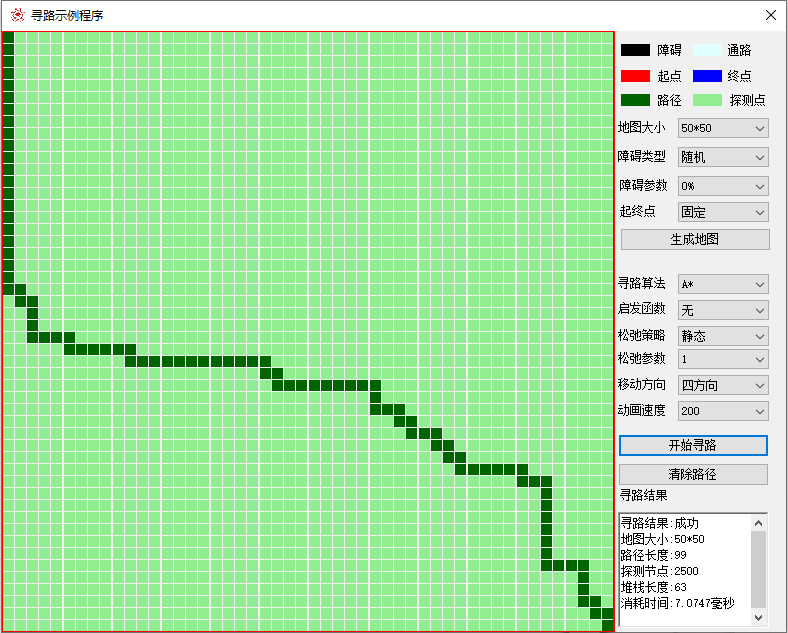 寻路示例程序
障碍 通路
起点 终点
路径 探测点
地图大小 50*50
障碍类型 随机
障碍参数 0%
起终点 固定
生成地图
寻路算法 A*
启发函数 无
松弛策略 静态
松弛参数 1
移动方向 四方向
动画速度 200
开始寻路
清除路径
寻路结果
寻路结果:成功
地图大小:50*50
路径长度:99
探测节点:2500
堆栈长度:63
消耗时间:7.0747毫秒